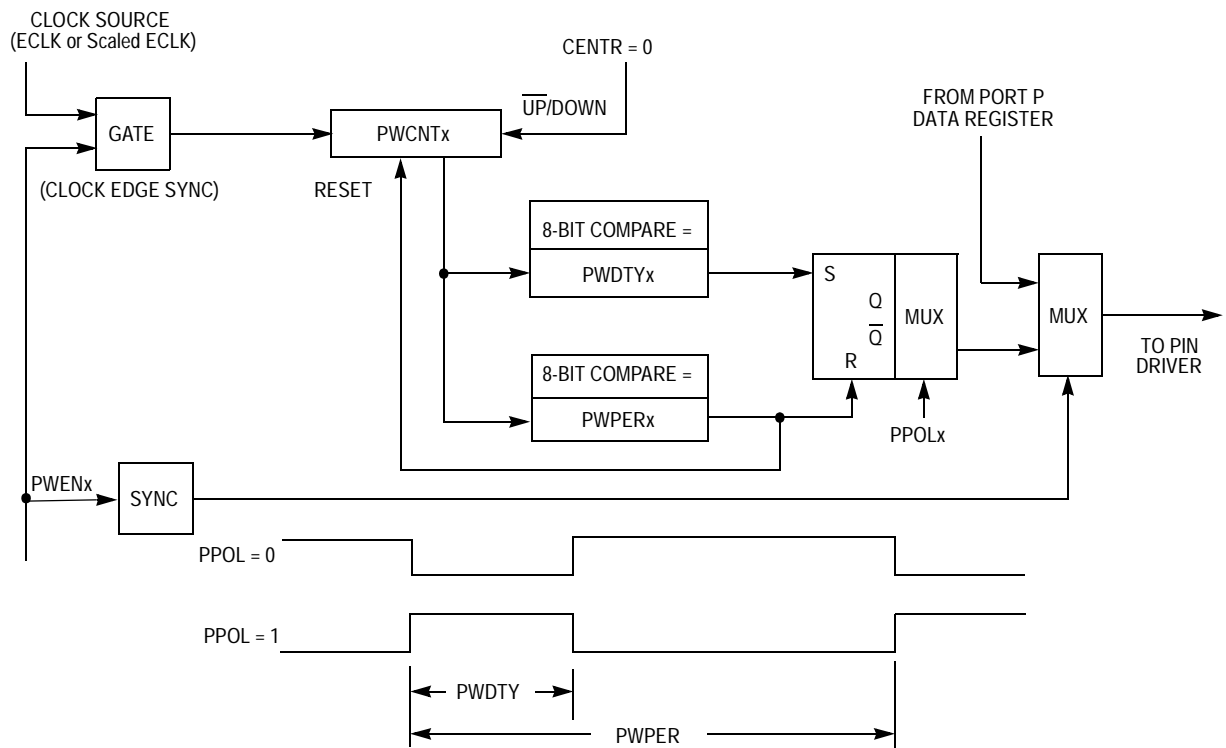 CLOCK SOURCE
(ECLK or Scaled ECLK)
CENTR = 0
UP/DOWN
FROM PORT P
DATA REGISTER
GATE
PWCNTx
(CLOCK EDGE SYNC)
RESET
8-BIT COMPARE =
PWDTYx
S
Q
Q
R
MUX
MUX
TO PIN
DRIVER
8-BIT COMPARE =
PWPERx
PPOLx
PWENx
SYNC
PPOL = 0
PPOL = 1
PWDTY
PWPER